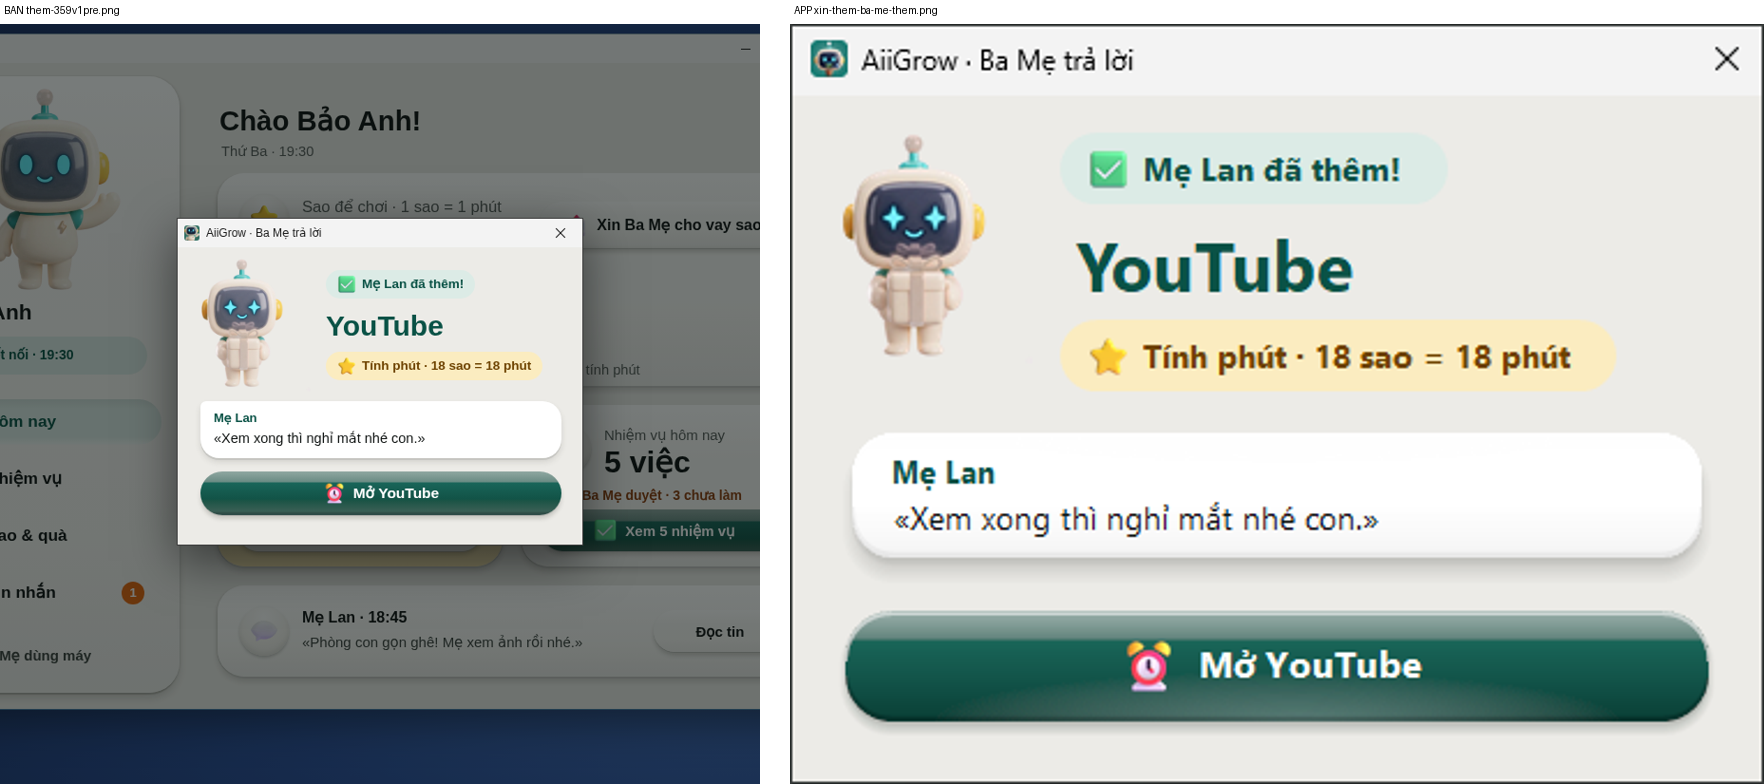 BAN them-359v1pre.png
Chào Bảo Anh!
Thứ Ba · 19:30
Sao để chơi · 1 sao = 1 phút
Xin Ba Mẹ cho vay sao
Anh
t nối · 19:30
ôm nay
hiệm vụ
ao & quà
n nhắn
1
Mẹ dùng máy
AiiGrow · Ba Mẹ trả lời
Mẹ Lan đã thêm!
YouTube
Tính phút · 18 sao = 18 phút
Mẹ Lan
«Xem xong thì nghỉ mắt nhé con.»
Mở YouTube
tính phút
Nhiệm vụ hôm nay
5 việc
Ba Mẹ duyệt · 3 chưa làm
Xem 5 nhiệm vụ
Mẹ Lan · 18:45
«Phòng con gọn ghê! Mẹ xem ảnh rồi nhé.»
Đọc tin
APP xin-them-ba-me-them.png
AiiGrow · Ba Mẹ trả lời
Mẹ Lan đã thêm!
YouTube
Tính phút · 18 sao = 18 phút
Mẹ Lan
«Xem xong thì nghỉ mắt nhé con.»
Mở YouTube